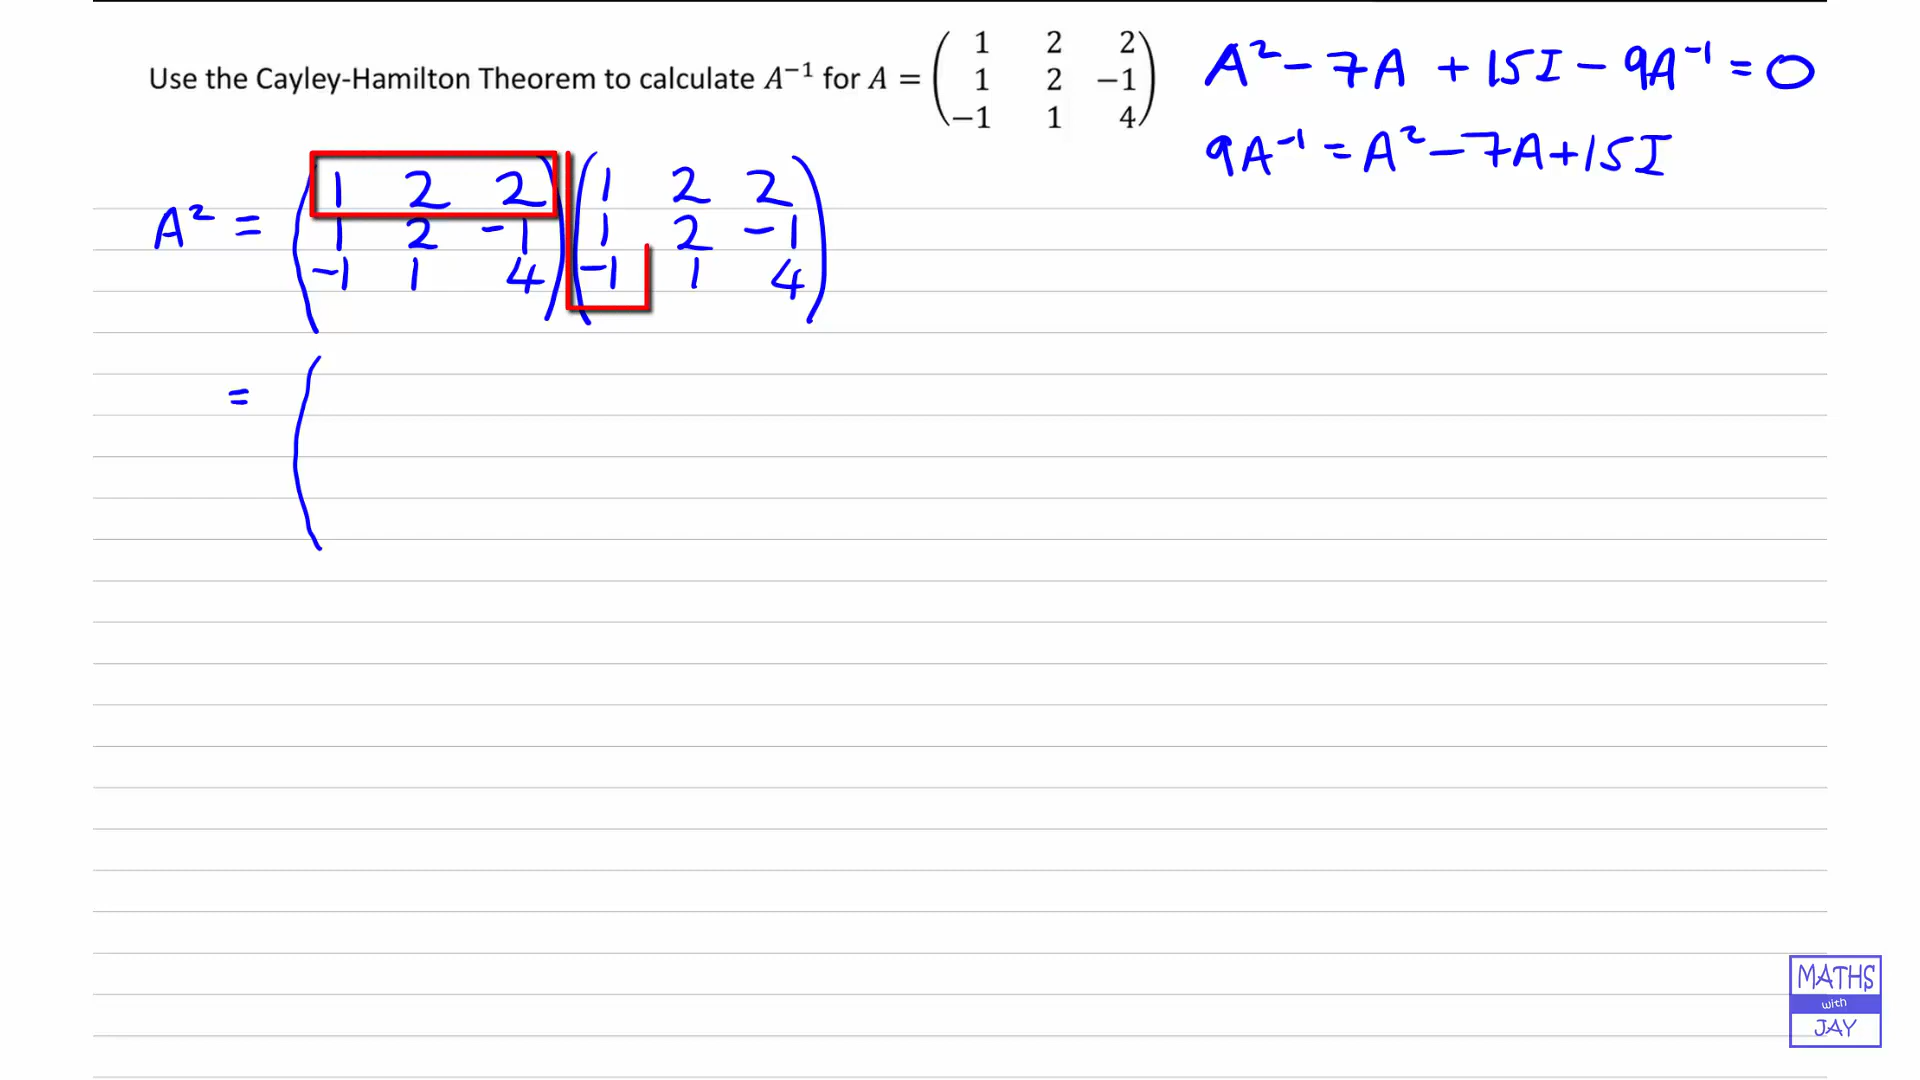 Use the Cayley-Hamilton Theorem to calculate A⁻¹ for A = ( 1 2 2
1 2 −1
−1 1 4 )
A² − 7A + 15I − 9A⁻¹ = 0
9A⁻¹ = A² − 7A + 15I
A² = ( 1 2 2 ) ( 1 2 2 )
1 2 −1 1 2 −1
−1 1 4 −1 1 4
= (
MATHS
with
JAY